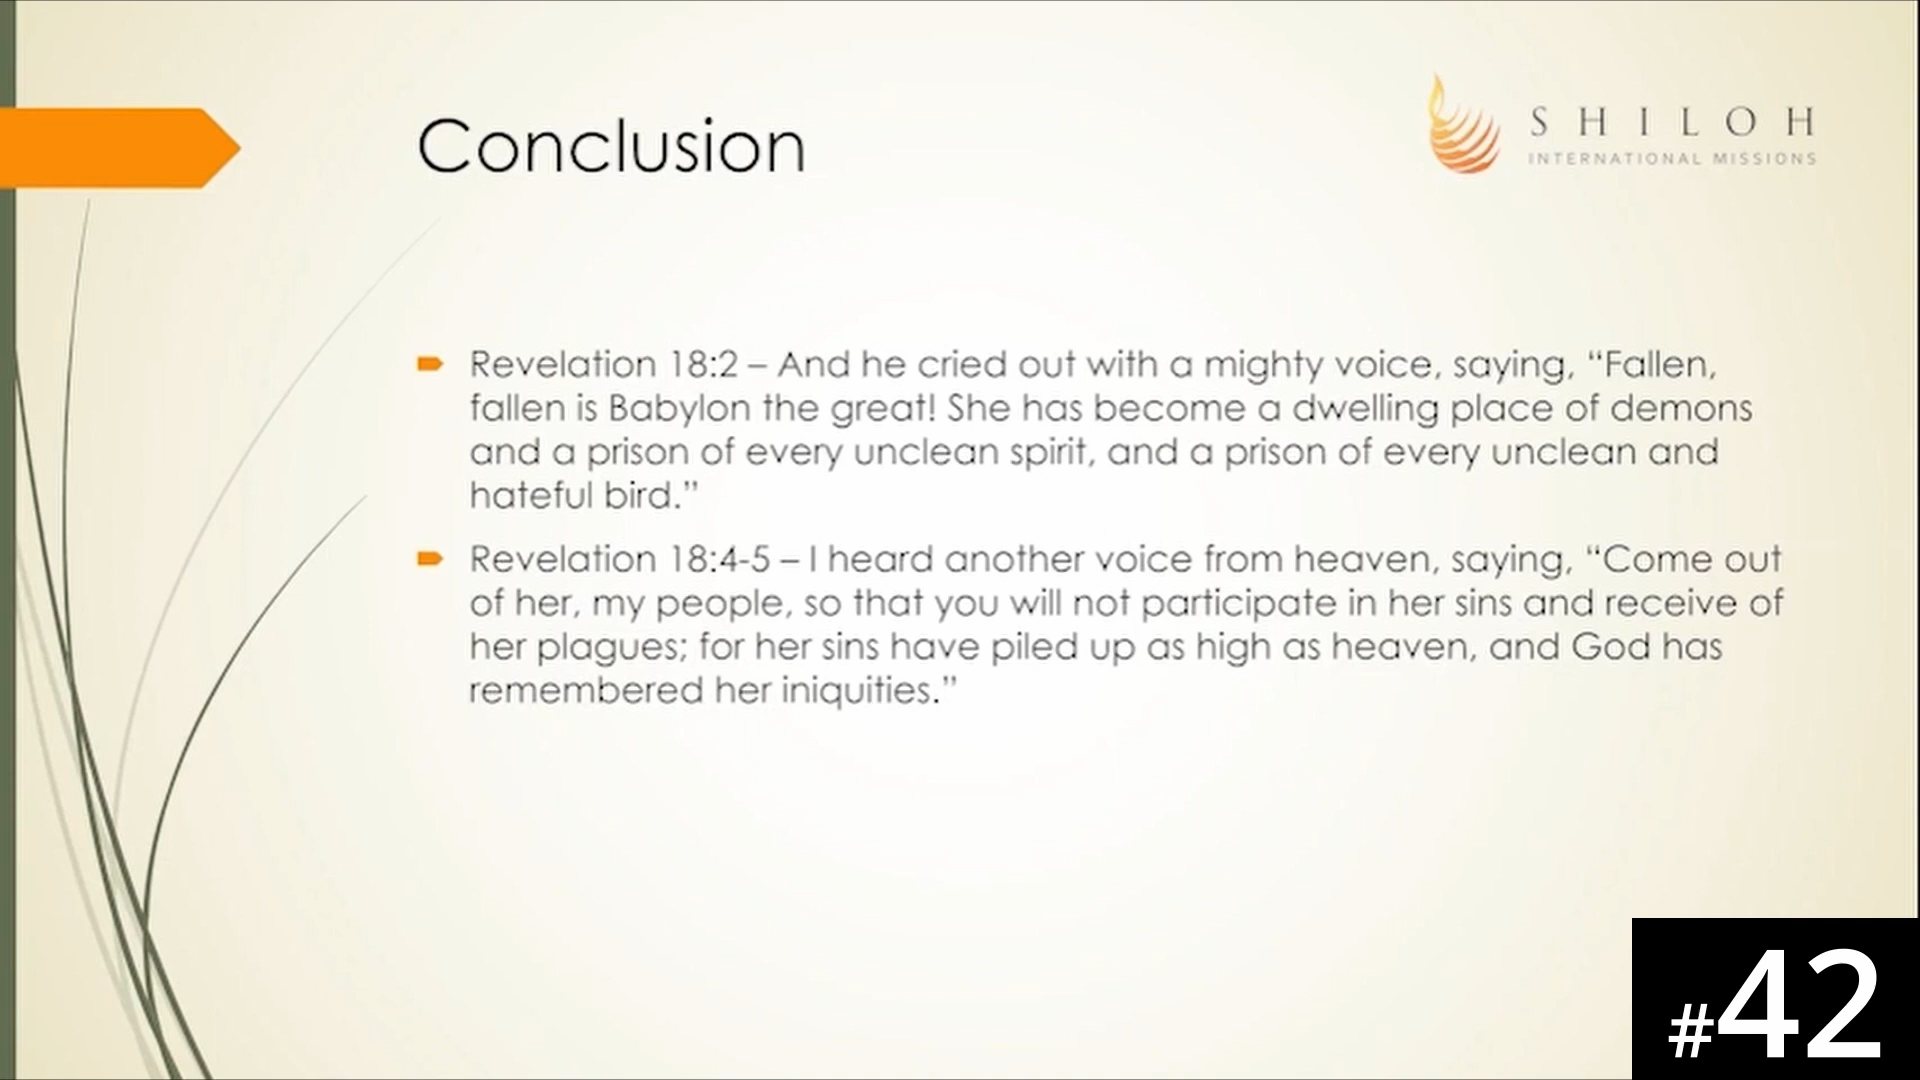 Conclusion
SHILOH
INTERNATIONAL MISSIONS
Revelation 18:2 – And he cried out with a mighty voice, saying, “Fallen,
fallen is Babylon the great! She has become a dwelling place of demons
and a prison of every unclean spirit, and a prison of every unclean and
hateful bird.”
Revelation 18:4-5 – I heard another voice from heaven, saying, “Come out
of her, my people, so that you will not participate in her sins and receive of
her plagues; for her sins have piled up as high as heaven, and God has
remembered her iniquities.”
#42